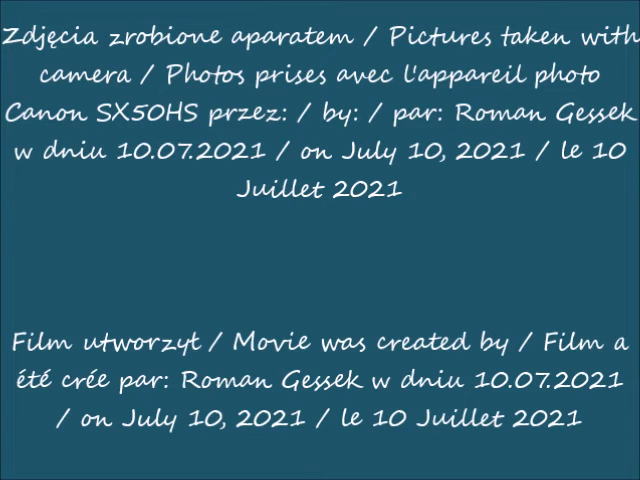 Zdjęcia zrobione aparatem / Pictures taken with
camera / Photos prises avec l'appareil photo
Canon SX50HS przez: / by: / par: Roman Gessek
w dniu 10.07.2021 / on July 10, 2021 / le 10
Juillet 2021
Film utworzył / Movie was created by / Film a
été crée par: Roman Gessek w dniu 10.07.2021
/ on July 10, 2021 / le 10 Juillet 2021